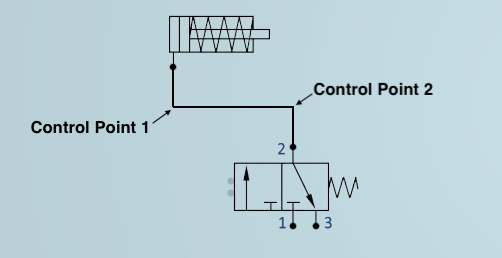 Control Point 2
Control Point 1
2
1 3